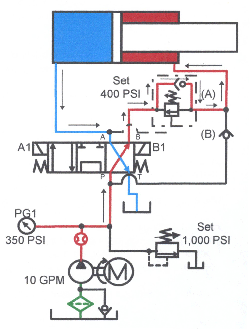 Set
400 PSI
(A)
(B)
A
B
A1
B1
P
T
PG1
350 PSI
Set
1,000 PSI
10 GPM
M